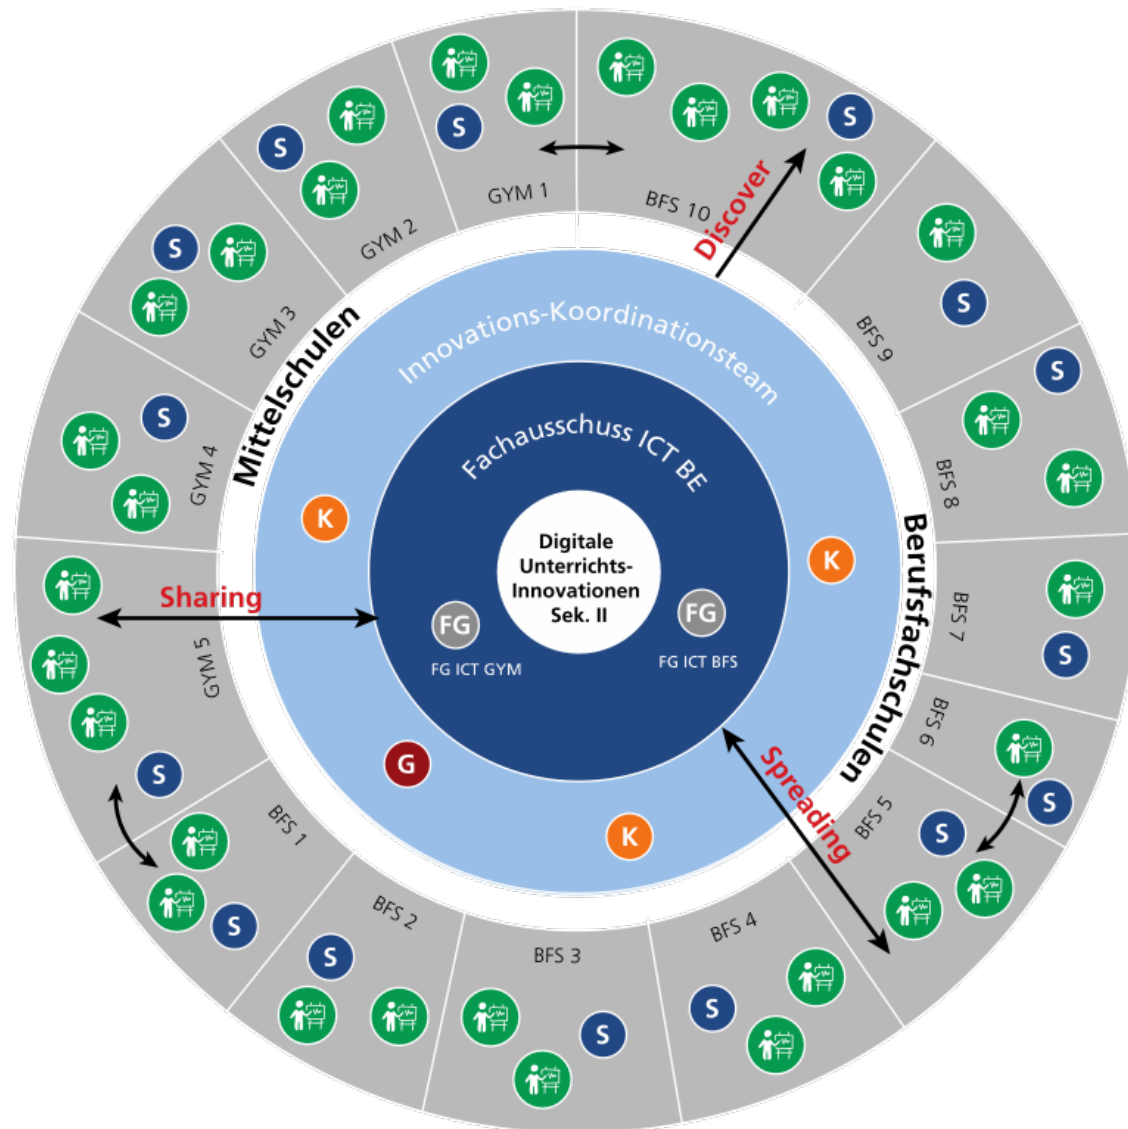 S
GYM 1
S
GYM 2
S
GYM 3
S
GYM 4
GYM 5
S
Mittelschulen
BFS 10
S
BFS 9
S
BFS 8
S
BFS 7
S
BFS 6
S
BFS 5
S
BFS 4
S
BFS 3
S
BFS 2
S
BFS 1
S
Berufsfachschulen
Discover
Sharing
Spreading
Innovations-Koordinationsteam
K
K
K
G
Fachausschuss ICT BE
Digitale
Unterrichts-
Innovationen
Sek. II
FG
FG ICT GYM
FG
FG ICT BFS